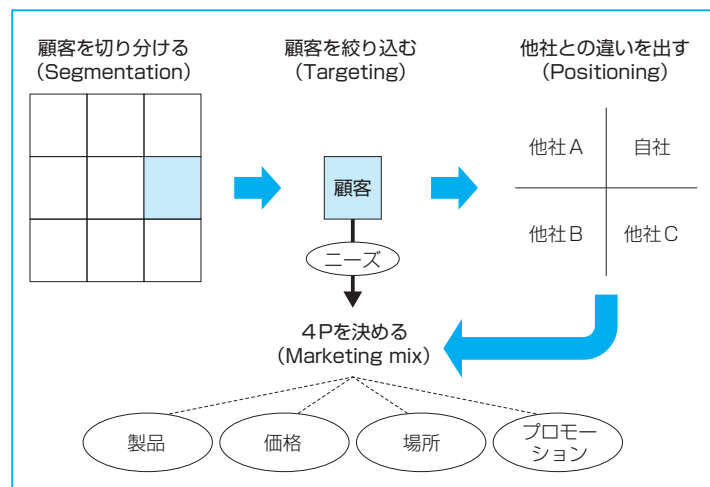 顧客を切り分ける
（Segmentation）
顧客を絞り込む
（Targeting）
他社との違いを出す
（Positioning）
顧客
ニーズ
他社A
自社
他社B
他社C
4Pを決める
（Marketing mix）
製品
価格
場所
プロモー
ション